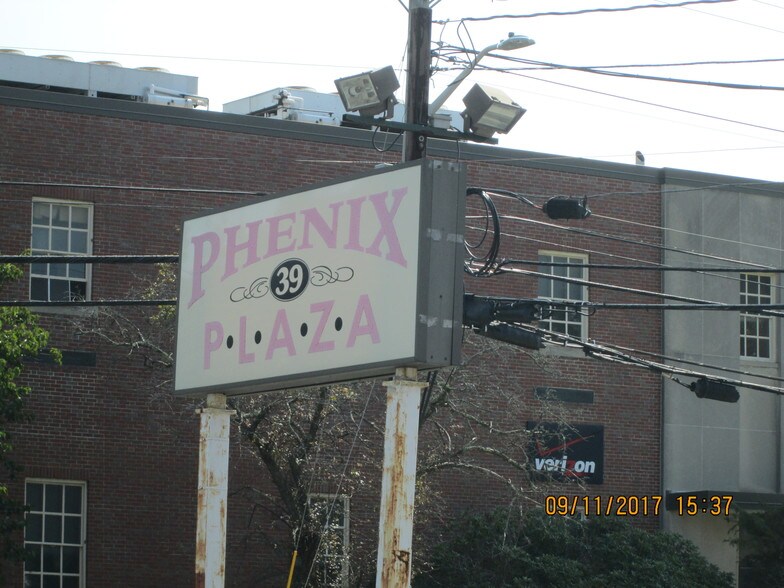 PHENIX
39
P•L•A•Z•A
verizon
09/11/2017 15:37